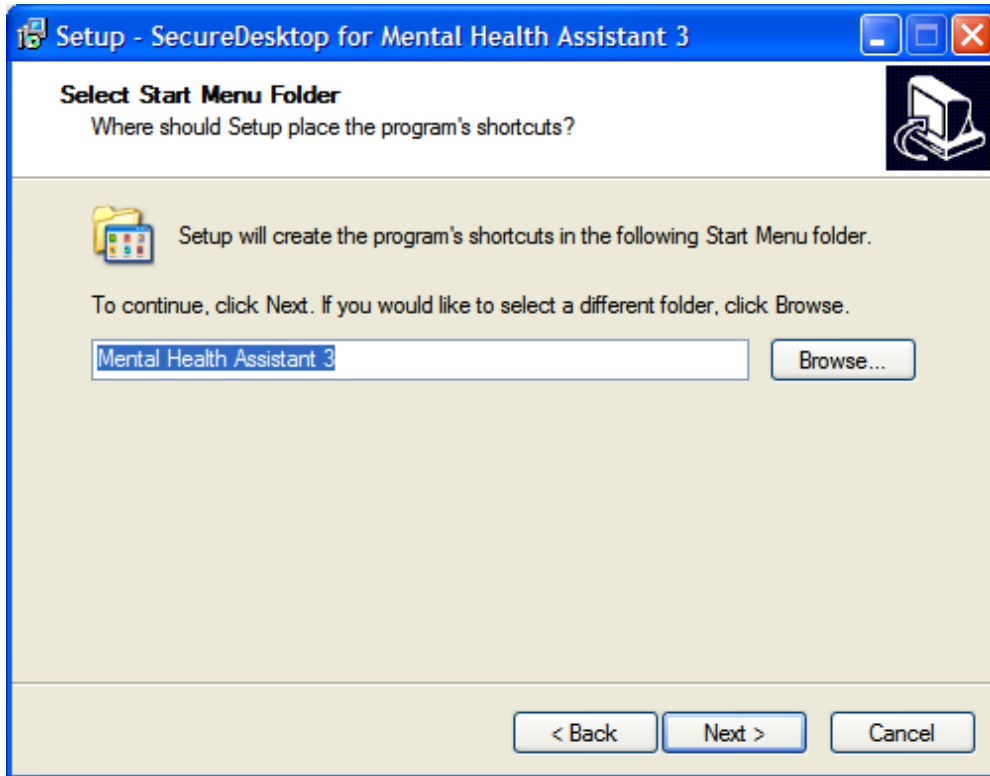 Setup - SecureDesktop for Mental Health Assistant 3
Select Start Menu Folder
Where should Setup place the program's shortcuts?
Setup will create the program's shortcuts in the following Start Menu folder.
To continue, click Next. If you would like to select a different folder, click Browse.
Mental Health Assistant 3
Browse...
< Back
Next >
Cancel